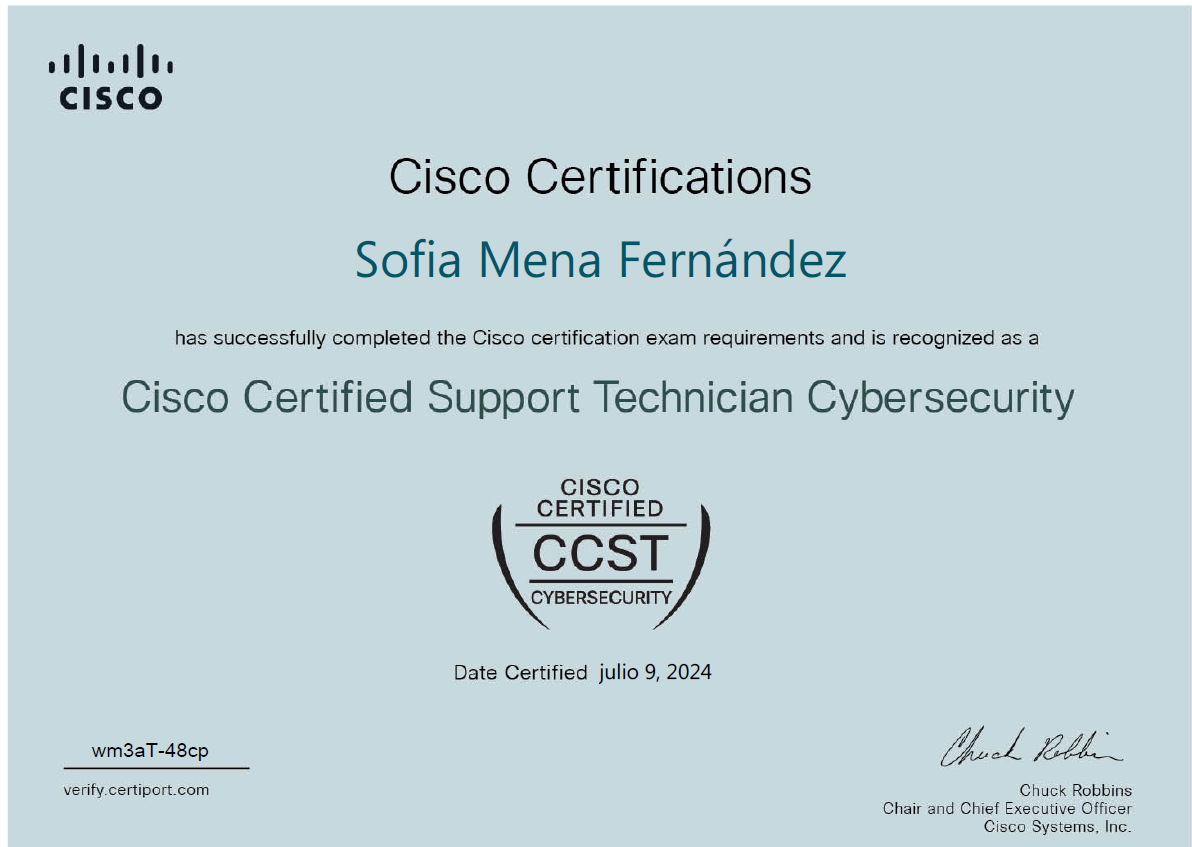 CISCO
Cisco Certifications
Sofia Mena Fernández
has successfully completed the Cisco certification exam requirements and is recognized as a
Cisco Certified Support Technician Cybersecurity
CISCO
CERTIFIED
CCST
CYBERSECURITY
Date Certified julio 9, 2024
wm3aT-48cp
verify.certiport.com
Chuck Robbins
Chuck Robbins
Chair and Chief Executive Officer
Cisco Systems, Inc.